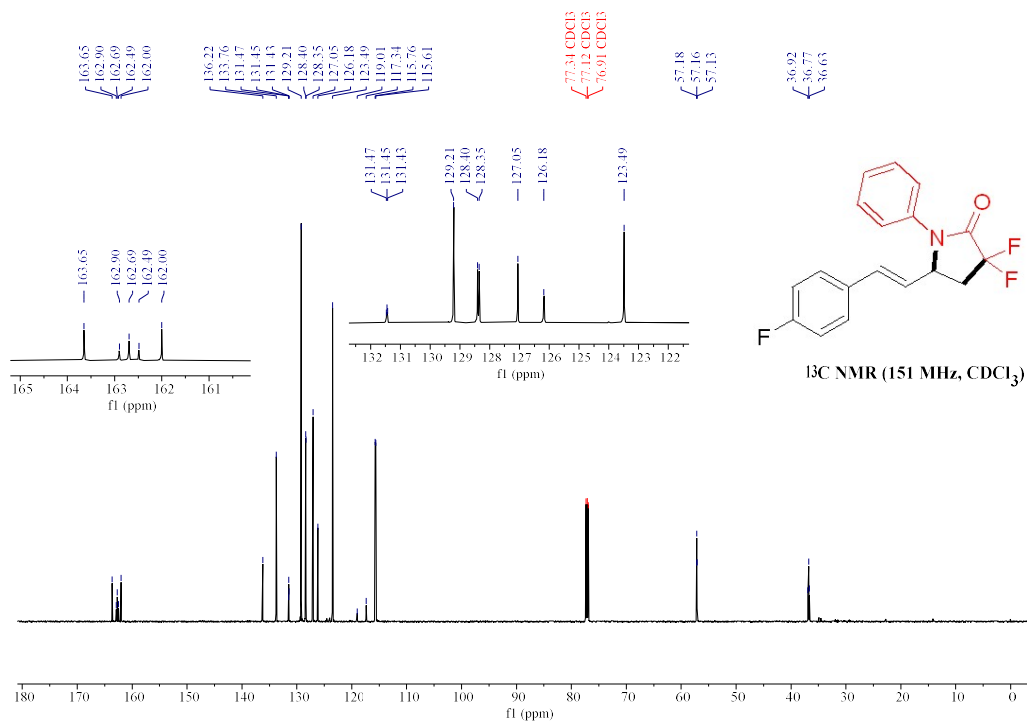 163.65
162.90
162.69
162.49
162.00
136.22
133.76
131.47
131.45
131.43
129.21
128.40
128.35
127.05
126.18
123.49
119.01
117.34
115.76
115.61
77.34 CDCl3
77.12 CDCl3
76.91 CDCl3
57.18
57.16
57.13
36.92
36.77
36.63
131.47
131.45
131.43
129.21
128.40
128.35
127.05
126.18
123.49
163.65
162.90
162.69
162.49
162.00
O
N
F
F
F
132 131 130 129 128 127 126 125 124 123 122
f1 (ppm)
165 164 163 162 161
f1 (ppm)
¹³C NMR (151 MHz, CDCl₃)
180 170 160 150 140 130 120 110 100 90 80 70 60 50 40 30 20 10 0
f1 (ppm)